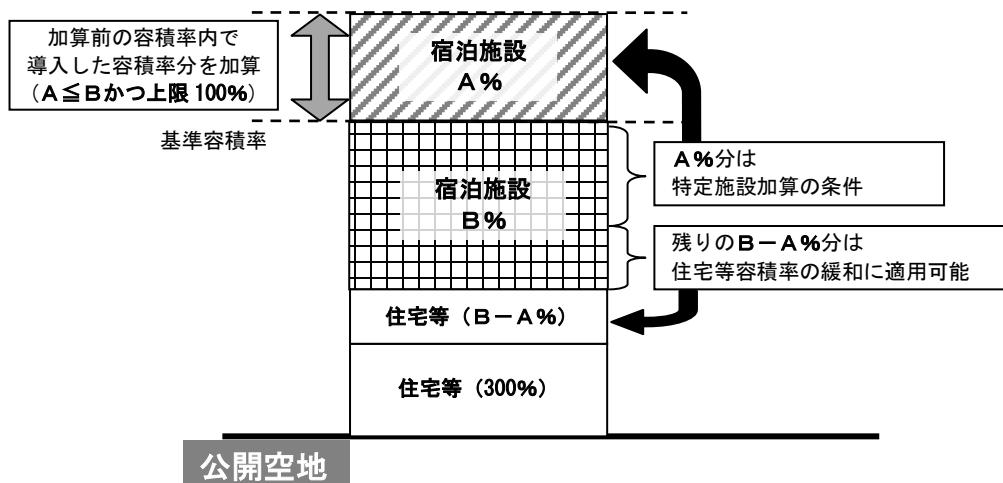 加算前の容積率内で
導入した容積率分を加算
（Ａ≦Ｂかつ上限100％）
基準容積率
宿泊施設
Ａ％
宿泊施設
Ｂ％
Ａ％分は
特定施設加算の条件
残りのＢ－Ａ％分は
住宅等容積率の緩和に適用可能
住宅等（Ｂ－Ａ％）
住宅等（300％）
公開空地